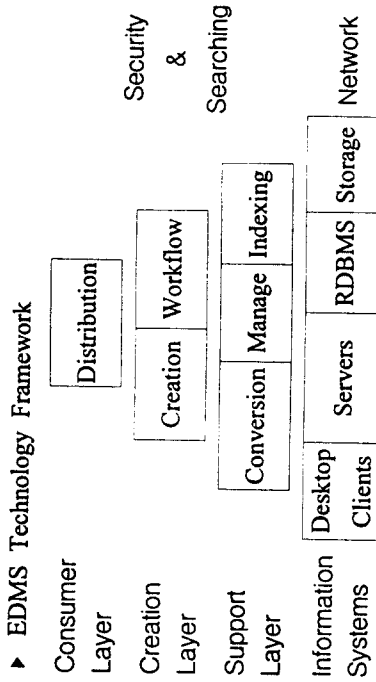 ▸ EDMS Technology Framework
Consumer
Layer
Distribution
Creation
Layer
Creation
Workflow
Security
&
Searching
Support
Layer
Conversion
Manage
Indexing
Information
Systems
Desktop
Clients
Servers
RDBMS
Storage
Network